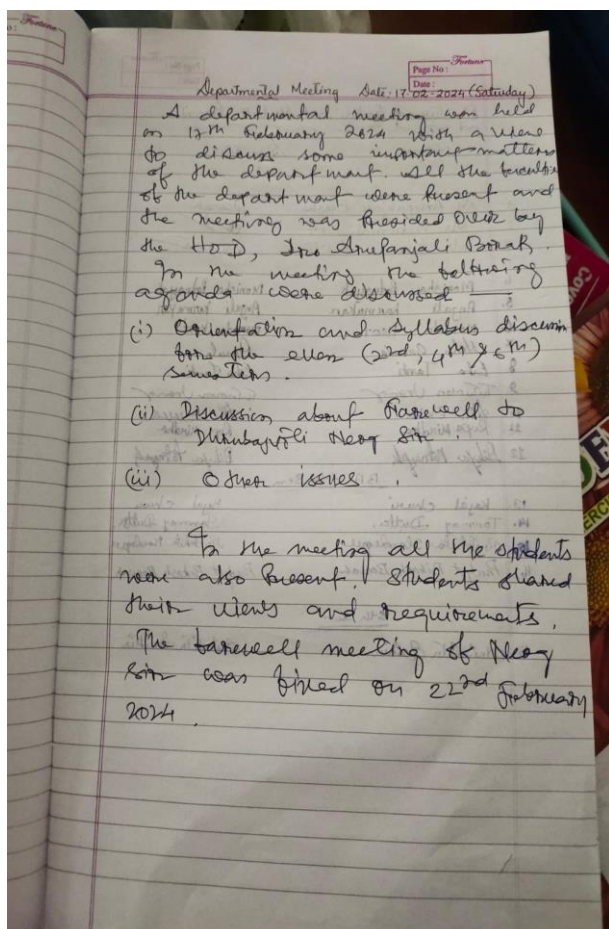 Fortune
Page No :
Date :
Departmental Meeting Date: 17-02-2024 (Saturday)
A departmental meeting was held
on 17th February 2024 with a view
to discuss some important matters
of the department. All the faculties
of the department were present and
the meeting was presided over by
the HoD, Mrs Arupanjali Borah.
In the meeting the following
agenda were discussed —
(i) Orientation and syllabus discussion
for the even (2nd, 4th & 6th)
semesters.
(ii) Discussion about Farewell to
Dhrubajyoti Neog Sir.
(iii) Other issues.
In the meeting all the students
were also present. Students shared
their views and requirements.
The farewell meeting of Neog
Sir was fixed on 22nd February
2024.